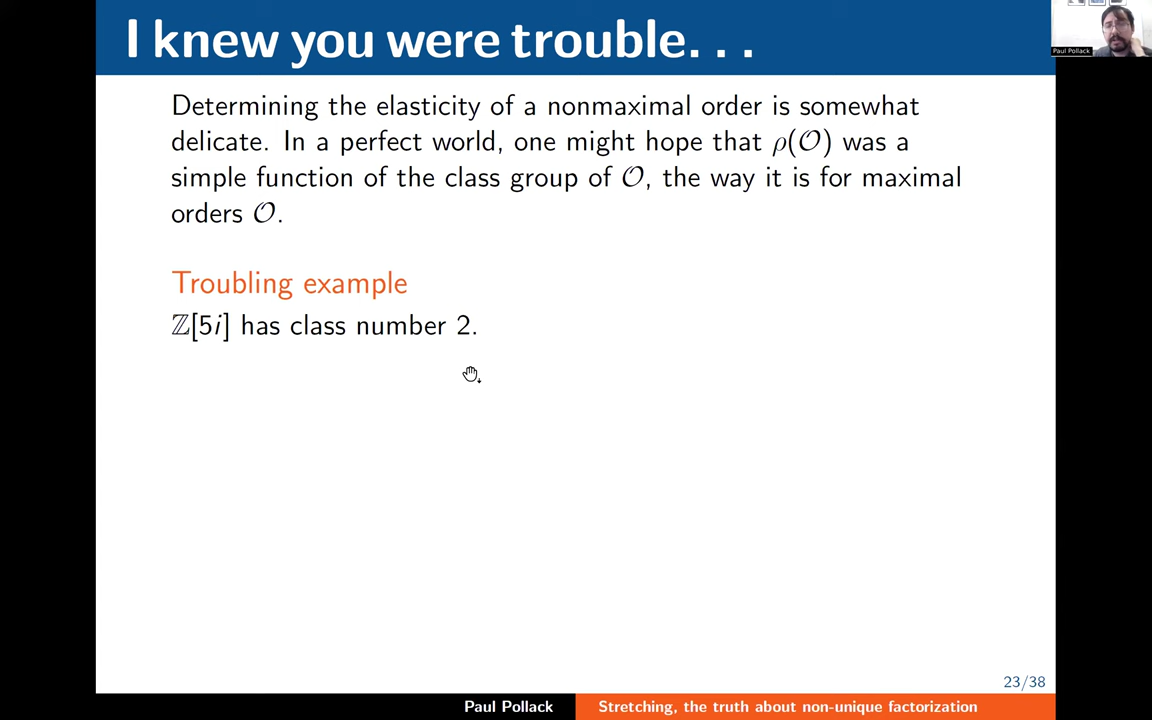 I knew you were trouble. . .
Paul Pollack
Determining the elasticity of a nonmaximal order is somewhat
delicate. In a perfect world, one might hope that ρ(𝒪) was a
simple function of the class group of 𝒪, the way it is for maximal
orders 𝒪.
Troubling example
ℤ[5i] has class number 2.
23/38
Paul Pollack
Stretching, the truth about non-unique factorization